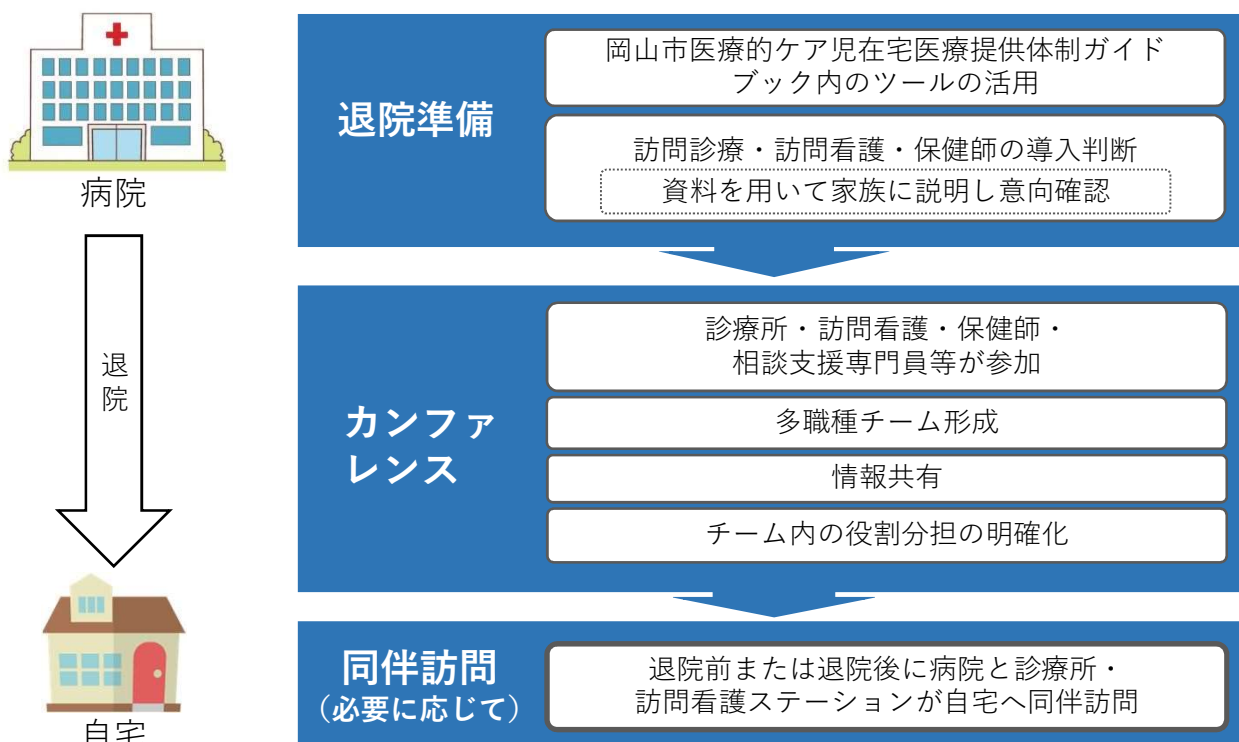 病院
退院
自宅
退院準備
岡山市医療的ケア児在宅医療提供体制ガイド
ブック内のツールの活用
訪問診療・訪問看護・保健師の導入判断
資料を用いて家族に説明し意向確認
カンファ
レンス
診療所・訪問看護・保健師・
相談支援専門員等が参加
多職種チーム形成
情報共有
チーム内の役割分担の明確化
同伴訪問
（必要に応じて）
退院前または退院後に病院と診療所・
訪問看護ステーションが自宅へ同伴訪問